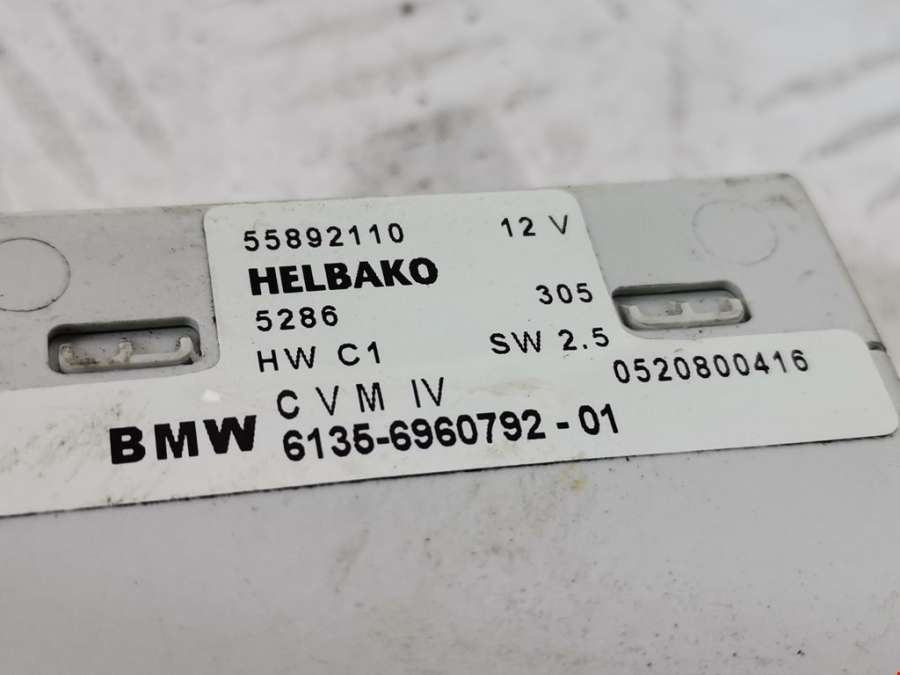 55892110 12 V
HELBAKO
5286 305
HW C1 SW 2.5
0520800416
C V M IV
BMW 6135-6960792-01